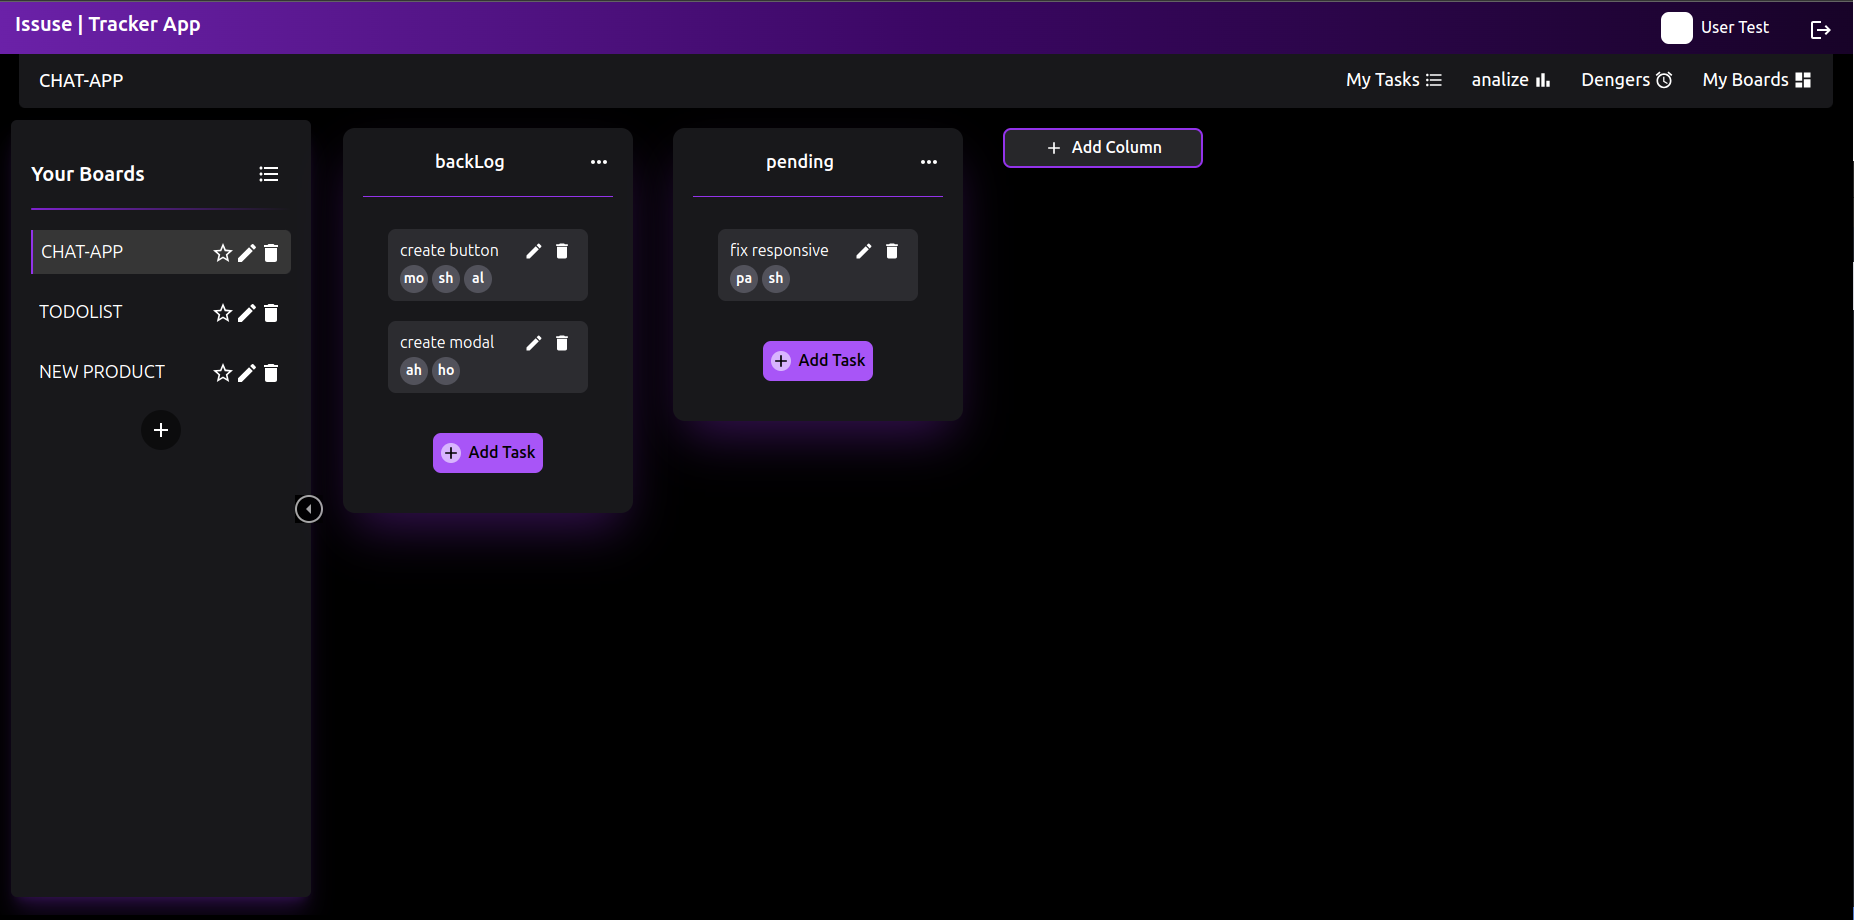 Issuse | Tracker App
User Test
CHAT-APP
My Tasks
analize
Dengers
My Boards
Your Boards
CHAT-APP
TODOLIST
NEW PRODUCT
backLog
create button
mo sh al
create modal
ah ho
Add Task
pending
fix responsive
pa sh
Add Task
Add Column